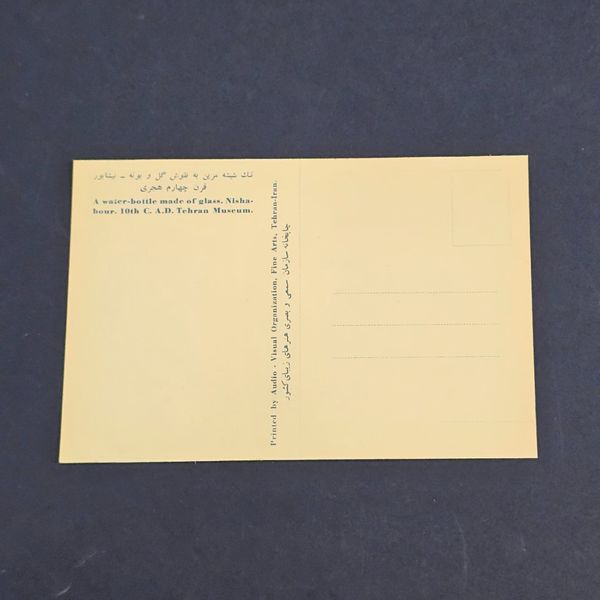 تنگ شیشه مزین به نقوش گل و بوته ـ نیشابور
قرن چهارم هجری
A water-bottle made of glass. Nisha-
bour. 10th C. A.D. Tehran Museum.
Printed by Audio - Visual Organization, Fine Arts, Tehran-Iran.
چاپخانه سازمان سمعی و بصری هنرهای زیبای کشور